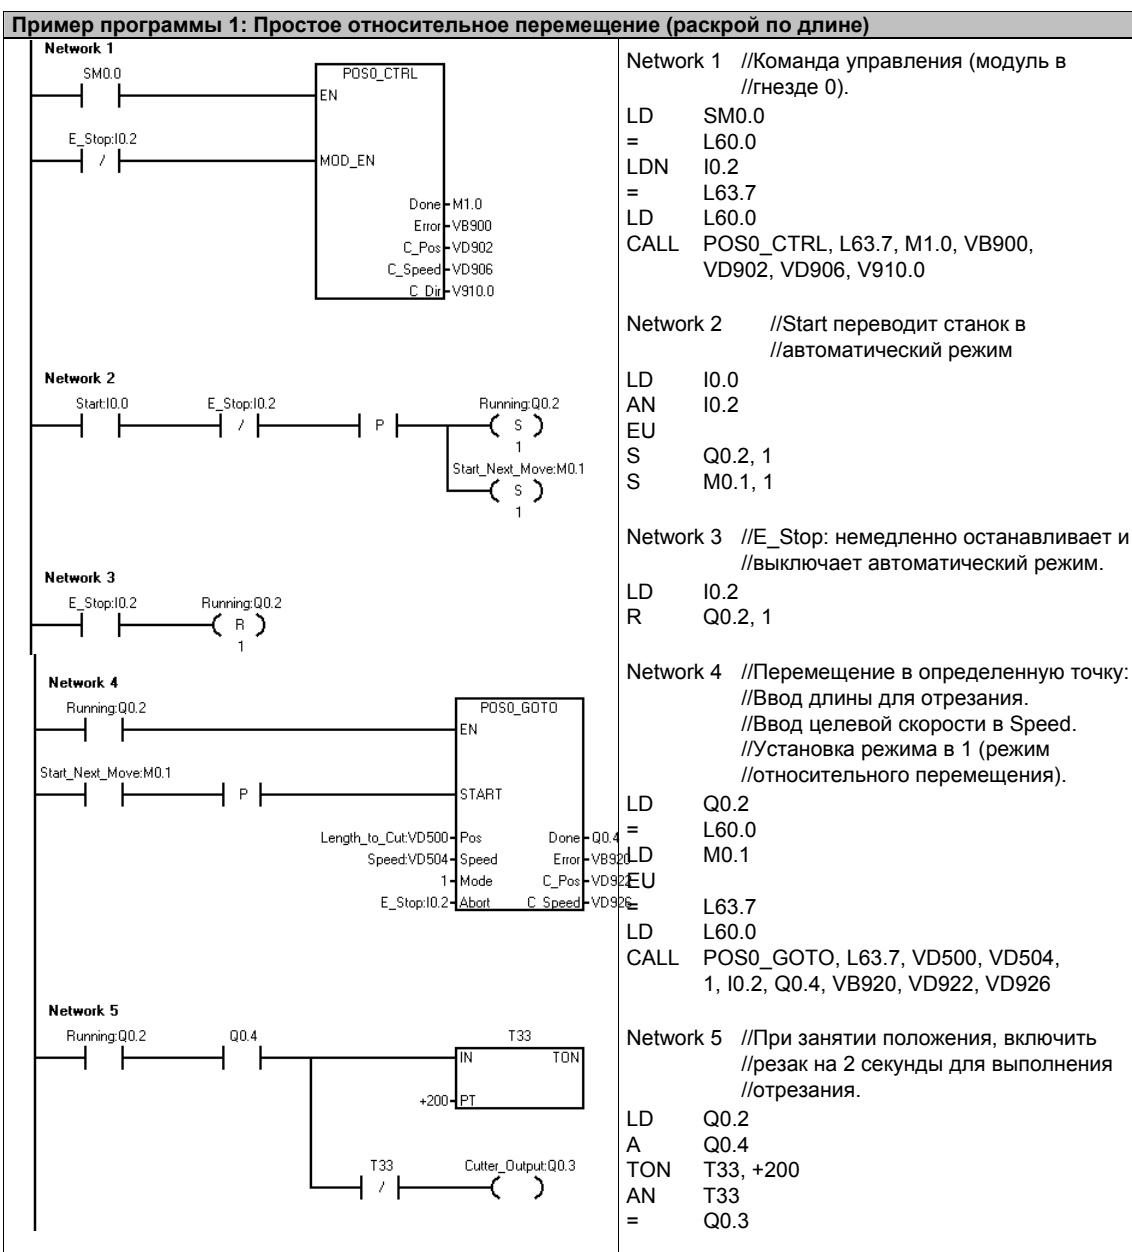 Пример программы 1: Простое относительное перемещение (раскрой по длине)
Network 1
SM0.0
POS0_CTRL
EN
E_Stop:I0.2
/
MOD_EN
Done M1.0
Error VB900
C_Pos VD902
C_Speed VD906
C_Dir V910.0
Network 2
Start:I0.0 E_Stop:I0.2 Running:Q0.2
/ P S
1
Start_Next_Move:M0.1
S
1
Network 3
E_Stop:I0.2 Running:Q0.2
R
1
Network 4
Running:Q0.2 POS0_GOTO
EN
Start_Next_Move:M0.1
P START
Length_to_Cut:VD500 Pos Done Q0.4
Speed:VD504 Speed Error VB920
1 Mode C_Pos VD922
E_Stop:I0.2 Abort C_Speed VD926
Network 5
Running:Q0.2 Q0.4 T33
IN TON
+200 PT
T33 Cutter_Output:Q0.3
/
Network 1 //Команда управления (модуль в
//гнезде 0).
LD SM0.0
= L60.0
LDN I0.2
= L63.7
LD L60.0
CALL POS0_CTRL, L63.7, M1.0, VB900,
VD902, VD906, V910.0
Network 2 //Start переводит станок в
//автоматический режим
LD I0.0
AN I0.2
EU
S Q0.2, 1
S M0.1, 1
Network 3 //E_Stop: немедленно останавливает и
//выключает автоматический режим.
LD I0.2
R Q0.2, 1
Network 4 //Перемещение в определенную точку:
//Ввод длины для отрезания.
//Ввод целевой скорости в Speed.
//Установка режима в 1 (режим
//относительного перемещения).
LD Q0.2
= L60.0
LD M0.1
EU
= L63.7
LD L60.0
CALL POS0_GOTO, L63.7, VD500, VD504,
1, I0.2, Q0.4, VB920, VD922, VD926
Network 5 //При занятии положения, включить
//резак на 2 секунды для выполнения
//отрезания.
LD Q0.2
A Q0.4
TON T33, +200
AN T33
= Q0.3